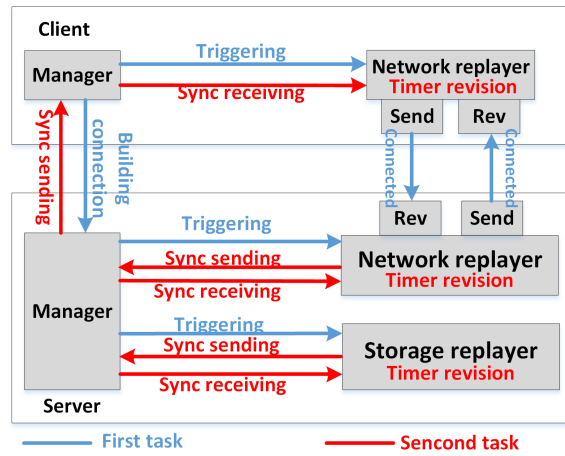 Client
Manager
Triggering
Sync receiving
Network replayer
Timer revision
Send
Rev
Sync sending
Building
connection
Connected
Connected
Rev
Send
Manager
Triggering
Sync sending
Sync receiving
Network replayer
Timer revision
Triggering
Sync sending
Sync receiving
Storage replayer
Timer revision
Server
First task
Sencond task